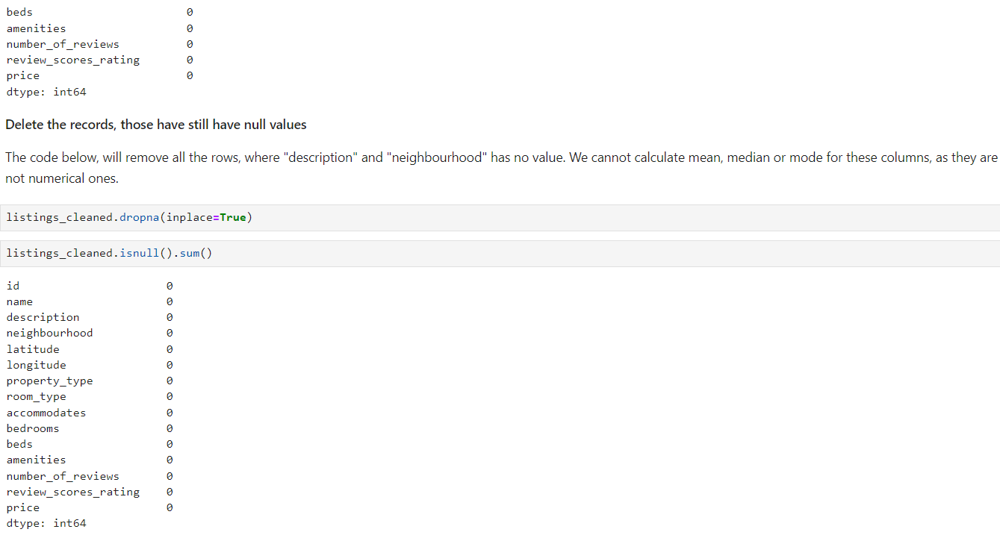 beds 0
amenities 0
number_of_reviews 0
review_scores_rating 0
price 0
dtype: int64
Delete the records, those have still have null values
The code below, will remove all the rows, where "description" and "neighbourhood" has no value. We cannot calculate mean, median or mode for these columns, as they are
not numerical ones.
listings_cleaned.dropna(inplace=True)
listings_cleaned.isnull().sum()
id 0
name 0
description 0
neighbourhood 0
latitude 0
longitude 0
property_type 0
room_type 0
accommodates 0
bedrooms 0
beds 0
amenities 0
number_of_reviews 0
review_scores_rating 0
price 0
dtype: int64